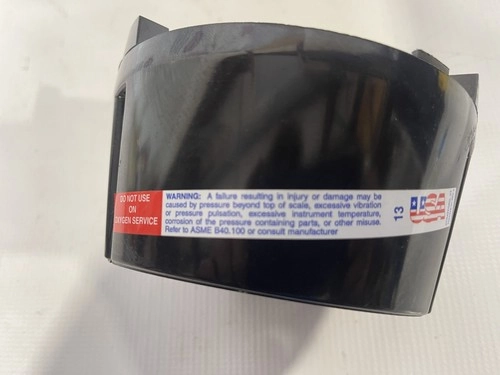 DO NOT USE
ON
OXYGEN SERVICE
WARNING: A failure resulting in injury or damage may be
caused by pressure beyond top of scale, excessive vibration
or pressure pulsation, excessive instrument temperature,
corrosion of the pressure containing parts, or other misuse.
Refer to ASME B40.100 or consult manufacturer
13
USA